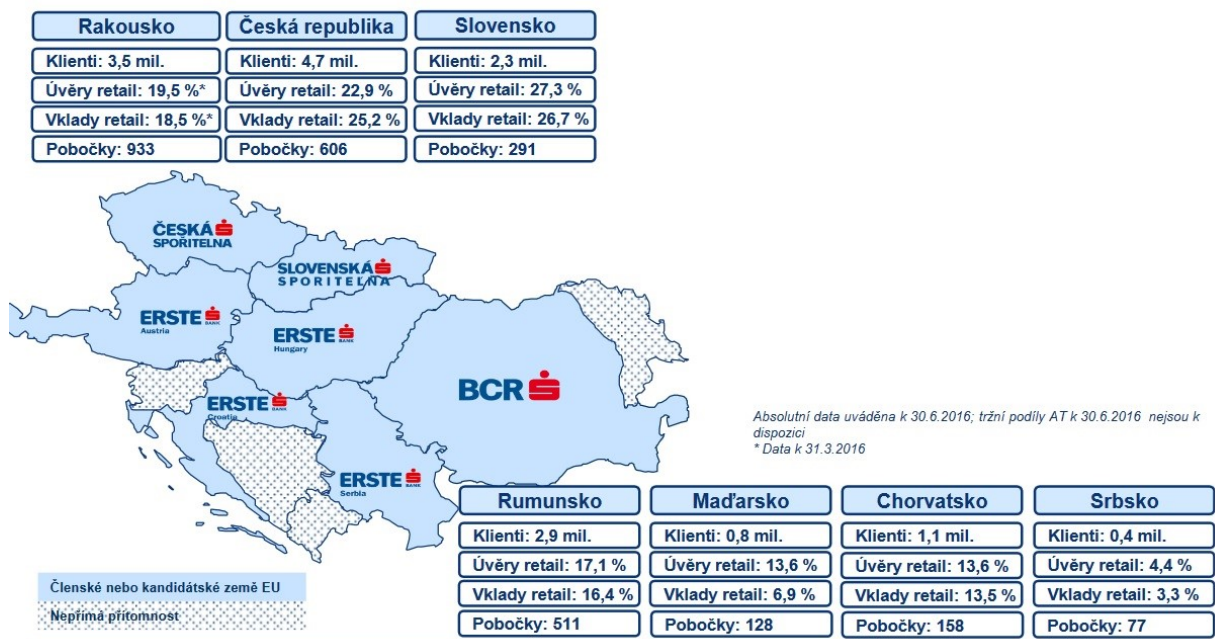 Rakousko
Klienti: 3,5 mil.
Úvěry retail: 19,5 %*
Vklady retail: 18,5 %*
Pobočky: 933
Česká republika
Klienti: 4,7 mil.
Úvěry retail: 22,9 %
Vklady retail: 25,2 %
Pobočky: 606
Slovensko
Klienti: 2,3 mil.
Úvěry retail: 27,3 %
Vklady retail: 26,7 %
Pobočky: 291
ČESKÁ
SPOŘITELNA
SLOVENSKÁ
SPORITEĽNA
ERSTE
BANK
Austria
ERSTE
BANK
Hungary
BCR
ERSTE
BANK
Croatia
ERSTE
BANK
Serbia
Absolutní data uváděna k 30.6.2016; tržní podíly AT k 30.6.2016 nejsou k
dispozici
* Data k 31.3.2016
Rumunsko
Klienti: 2,9 mil.
Úvěry retail: 17,1 %
Vklady retail: 16,4 %
Pobočky: 511
Maďarsko
Klienti: 0,8 mil.
Úvěry retail: 13,6 %
Vklady retail: 6,9 %
Pobočky: 128
Chorvatsko
Klienti: 1,1 mil.
Úvěry retail: 13,6 %
Vklady retail: 13,5 %
Pobočky: 158
Srbsko
Klienti: 0,4 mil.
Úvěry retail: 4,4 %
Vklady retail: 3,3 %
Pobočky: 77
Členské nebo kandidátské země EU
Nepřímá přítomnost